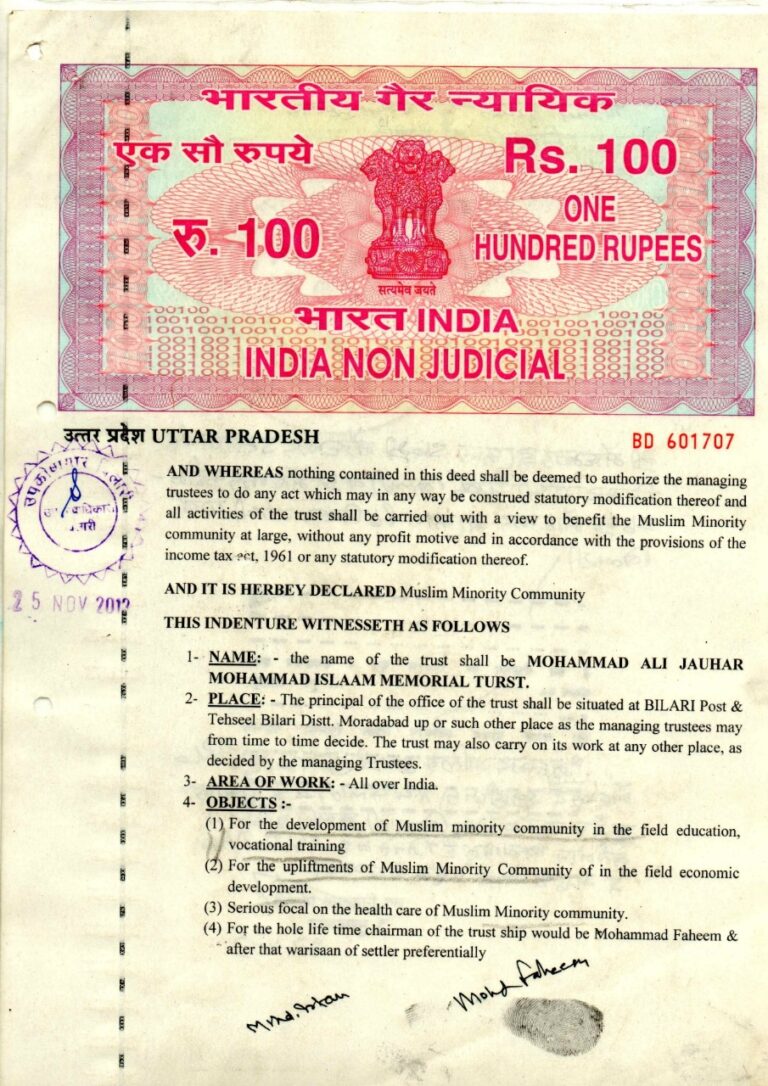 भारतीय गैर न्यायिक
एक सौ रुपये
Rs. 100
रु. 100
ONE
HUNDRED RUPEES
सत्यमेव जयते
भारत INDIA
INDIA NON JUDICIAL
उत्तर प्रदेश UTTAR PRADESH
BD 601707
AND WHEREAS nothing contained in this deed shall be deemed to authorize the managing
trustees to do any act which may in any way be construed statutory modification thereof and
all activities of the trust shall be carried out with a view to benefit the Muslim Minority
community at large, without any profit motive and in accordance with the provisions of the
income tax act, 1961 or any statutory modification thereof.
AND IT IS HERBEY DECLARED Muslim Minority Community
25 NOV 2012
THIS INDENTURE WITNESSETH AS FOLLOWS
1- NAME: - the name of the trust shall be MOHAMMAD ALI JAUHAR
MOHAMMAD ISLAAM MEMORIAL TURST.
2- PLACE: - The principal of the office of the trust shall be situated at BILARI Post &
Tehseel Bilari Distt. Moradabad up or such other place as the managing trustees may
from time to time decide. The trust may also carry on its work at any other place, as
decided by the managing Trustees.
3- AREA OF WORK: - All over India.
4- OBJECTS :-
(1) For the development of Muslim minority community in the field education,
vocational training
(2) For the upliftments of Muslim Minority Community of in the field economic
development.
(3) Serious focal on the health care of Muslim Minority community.
(4) For the hole life time chairman of the trust ship would be Mohammad Faheem &
after that warisaan of settler preferentially
Mohd Faheem